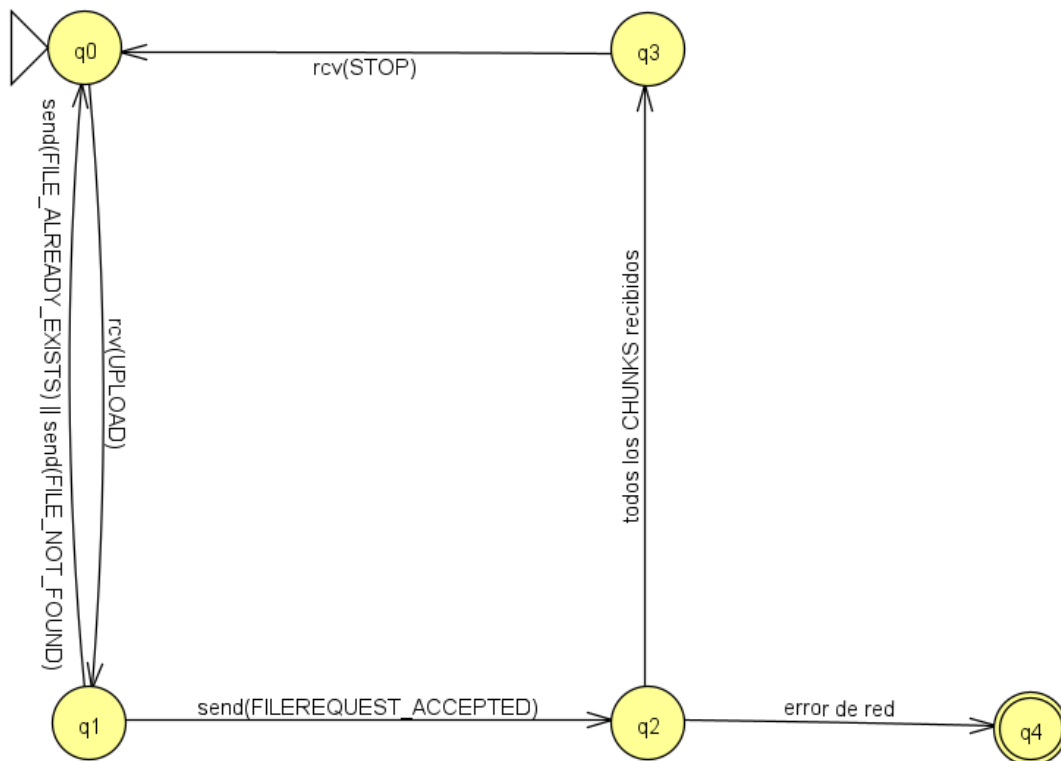 q0
q3
rcv(STOP)
send(FILE_ALREADY_EXISTS) || send(FILE_NOT_FOUND)
rcv(UPLOAD)
todos los CHUNKS recibidos
q1
send(FILEREQUEST_ACCEPTED)
q2
error de red
q4